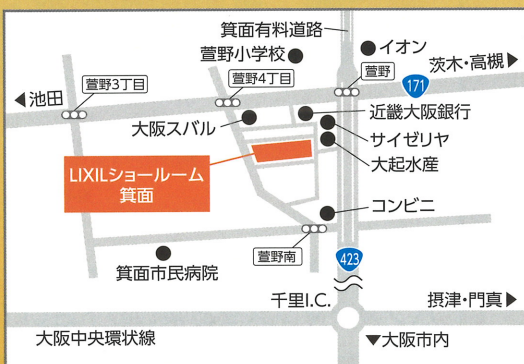 箕面有料道路
萱野小学校
イオン
茨木・高槻▶
171
萱野3丁目
萱野4丁目
萱野
◀池田
大阪スバル
近畿大阪銀行
サイゼリヤ
大起水産
LIXILショールーム
箕面
コンビニ
萱野南
423
箕面市民病院
千里I.C.
摂津・門真▶
大阪中央環状線
▼大阪市内